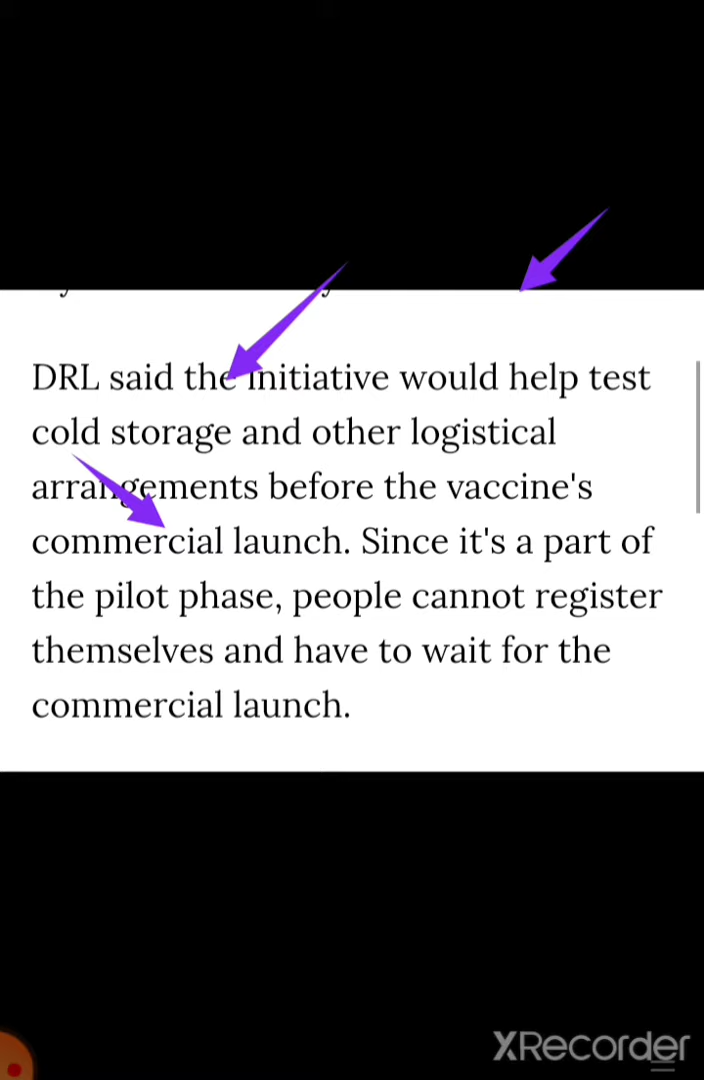 DRL said the initiative would help test
cold storage and other logistical
arrangements before the vaccine's
commercial launch. Since it's a part of
the pilot phase, people cannot register
themselves and have to wait for the
commercial launch.
XRecorder